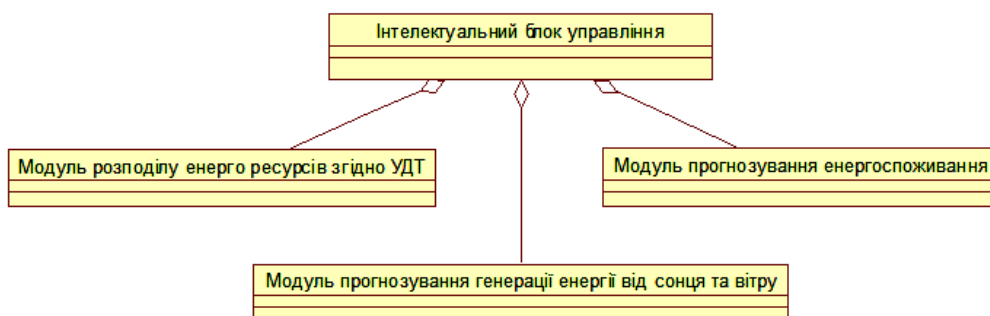 Інтелектуальний блок управління
Модуль розподілу енерго ресурсів згідно УДТ
Модуль прогнозування енергоспоживання
Модуль прогнозування генерації енергії від сонця та вітру